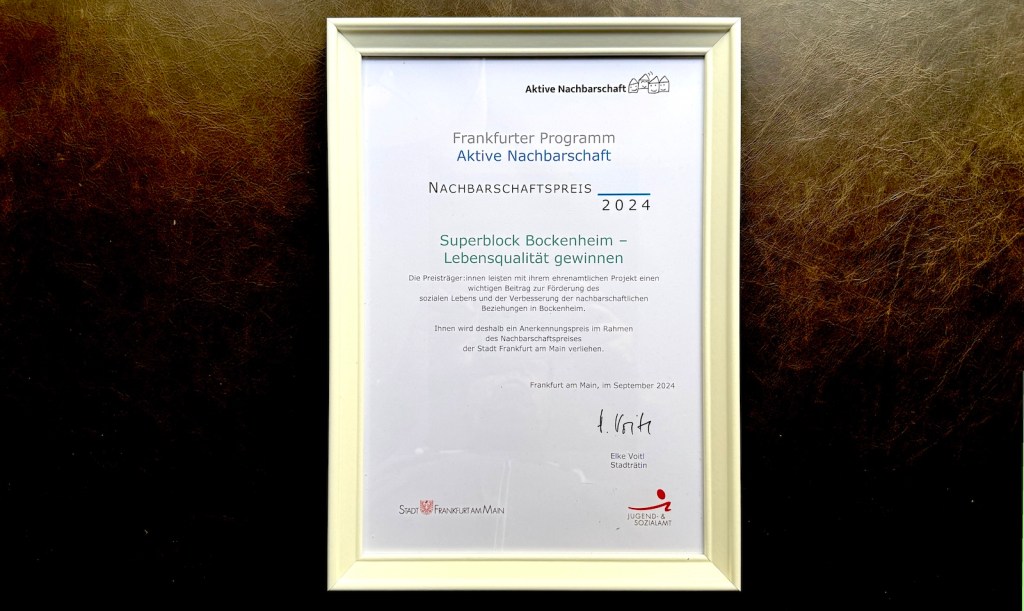 Aktive Nachbarschaft
Frankfurter Programm
Aktive Nachbarschaft
NACHBARSCHAFTSPREIS
2024
Superblock Bockenheim –
Lebensqualität gewinnen
Die Preisträger:innen leisten mit ihrem ehrenamtlichen Projekt einen
wichtigen Beitrag zur Förderung des
sozialen Lebens und der Verbesserung der nachbarschaftlichen
Beziehungen in Bockenheim.
Ihnen wird deshalb ein Anerkennungspreis im Rahmen
des Nachbarschaftspreises
der Stadt Frankfurt am Main verliehen.
Frankfurt am Main, im September 2024
E. Voitl
Elke Voitl
Stadträtin
STADT FRANKFURT AM MAIN
JUGEND- &
SOZIALAMT